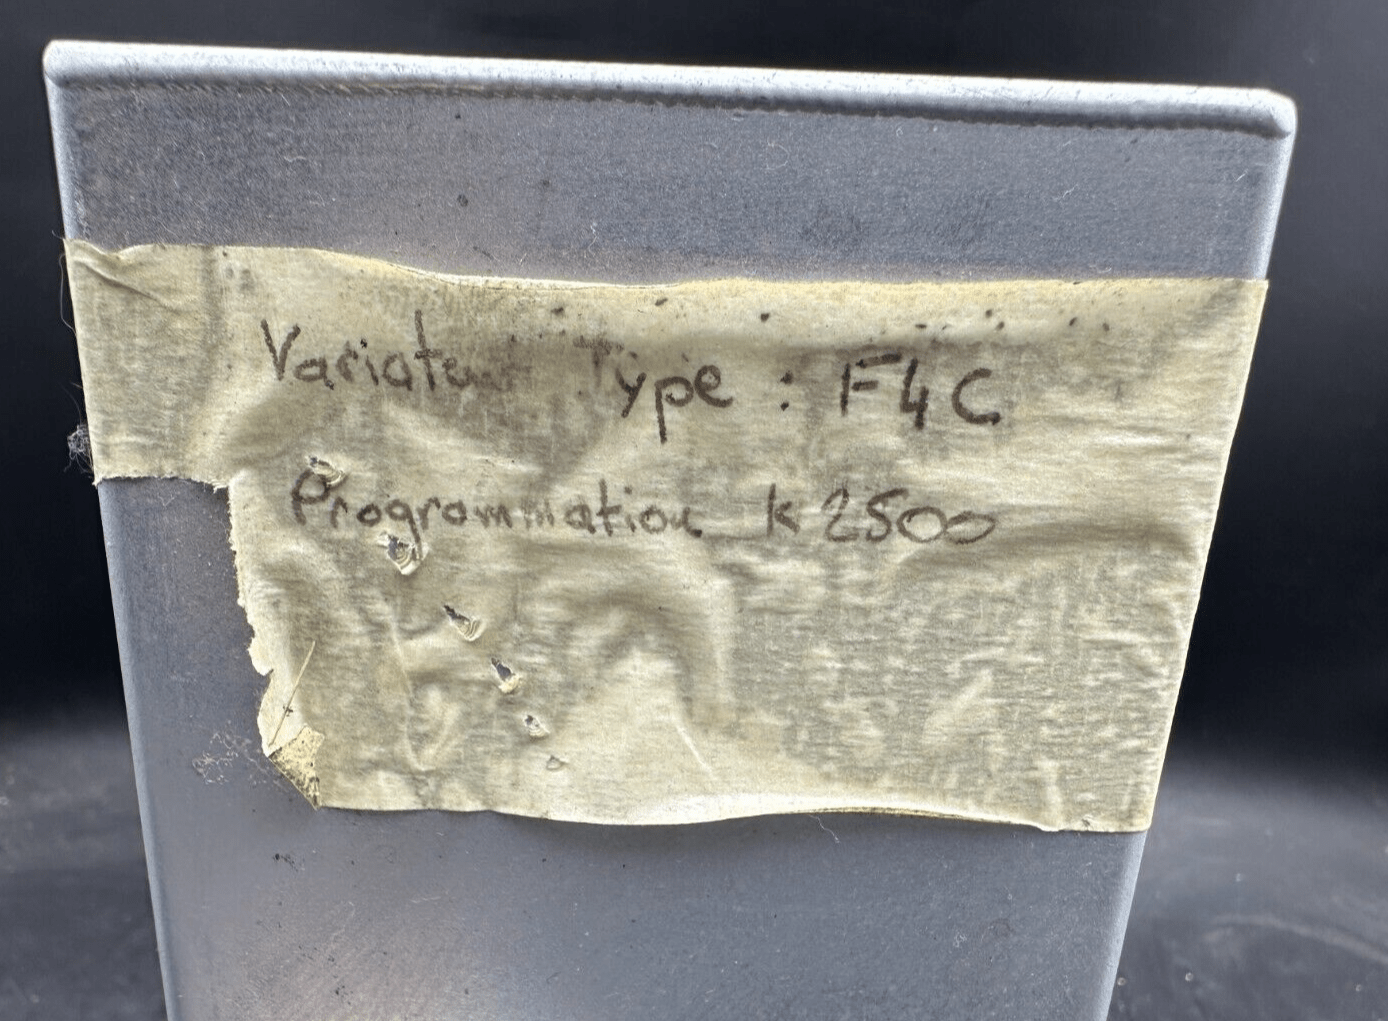 Variateur Type : F4C
Programmation K2500